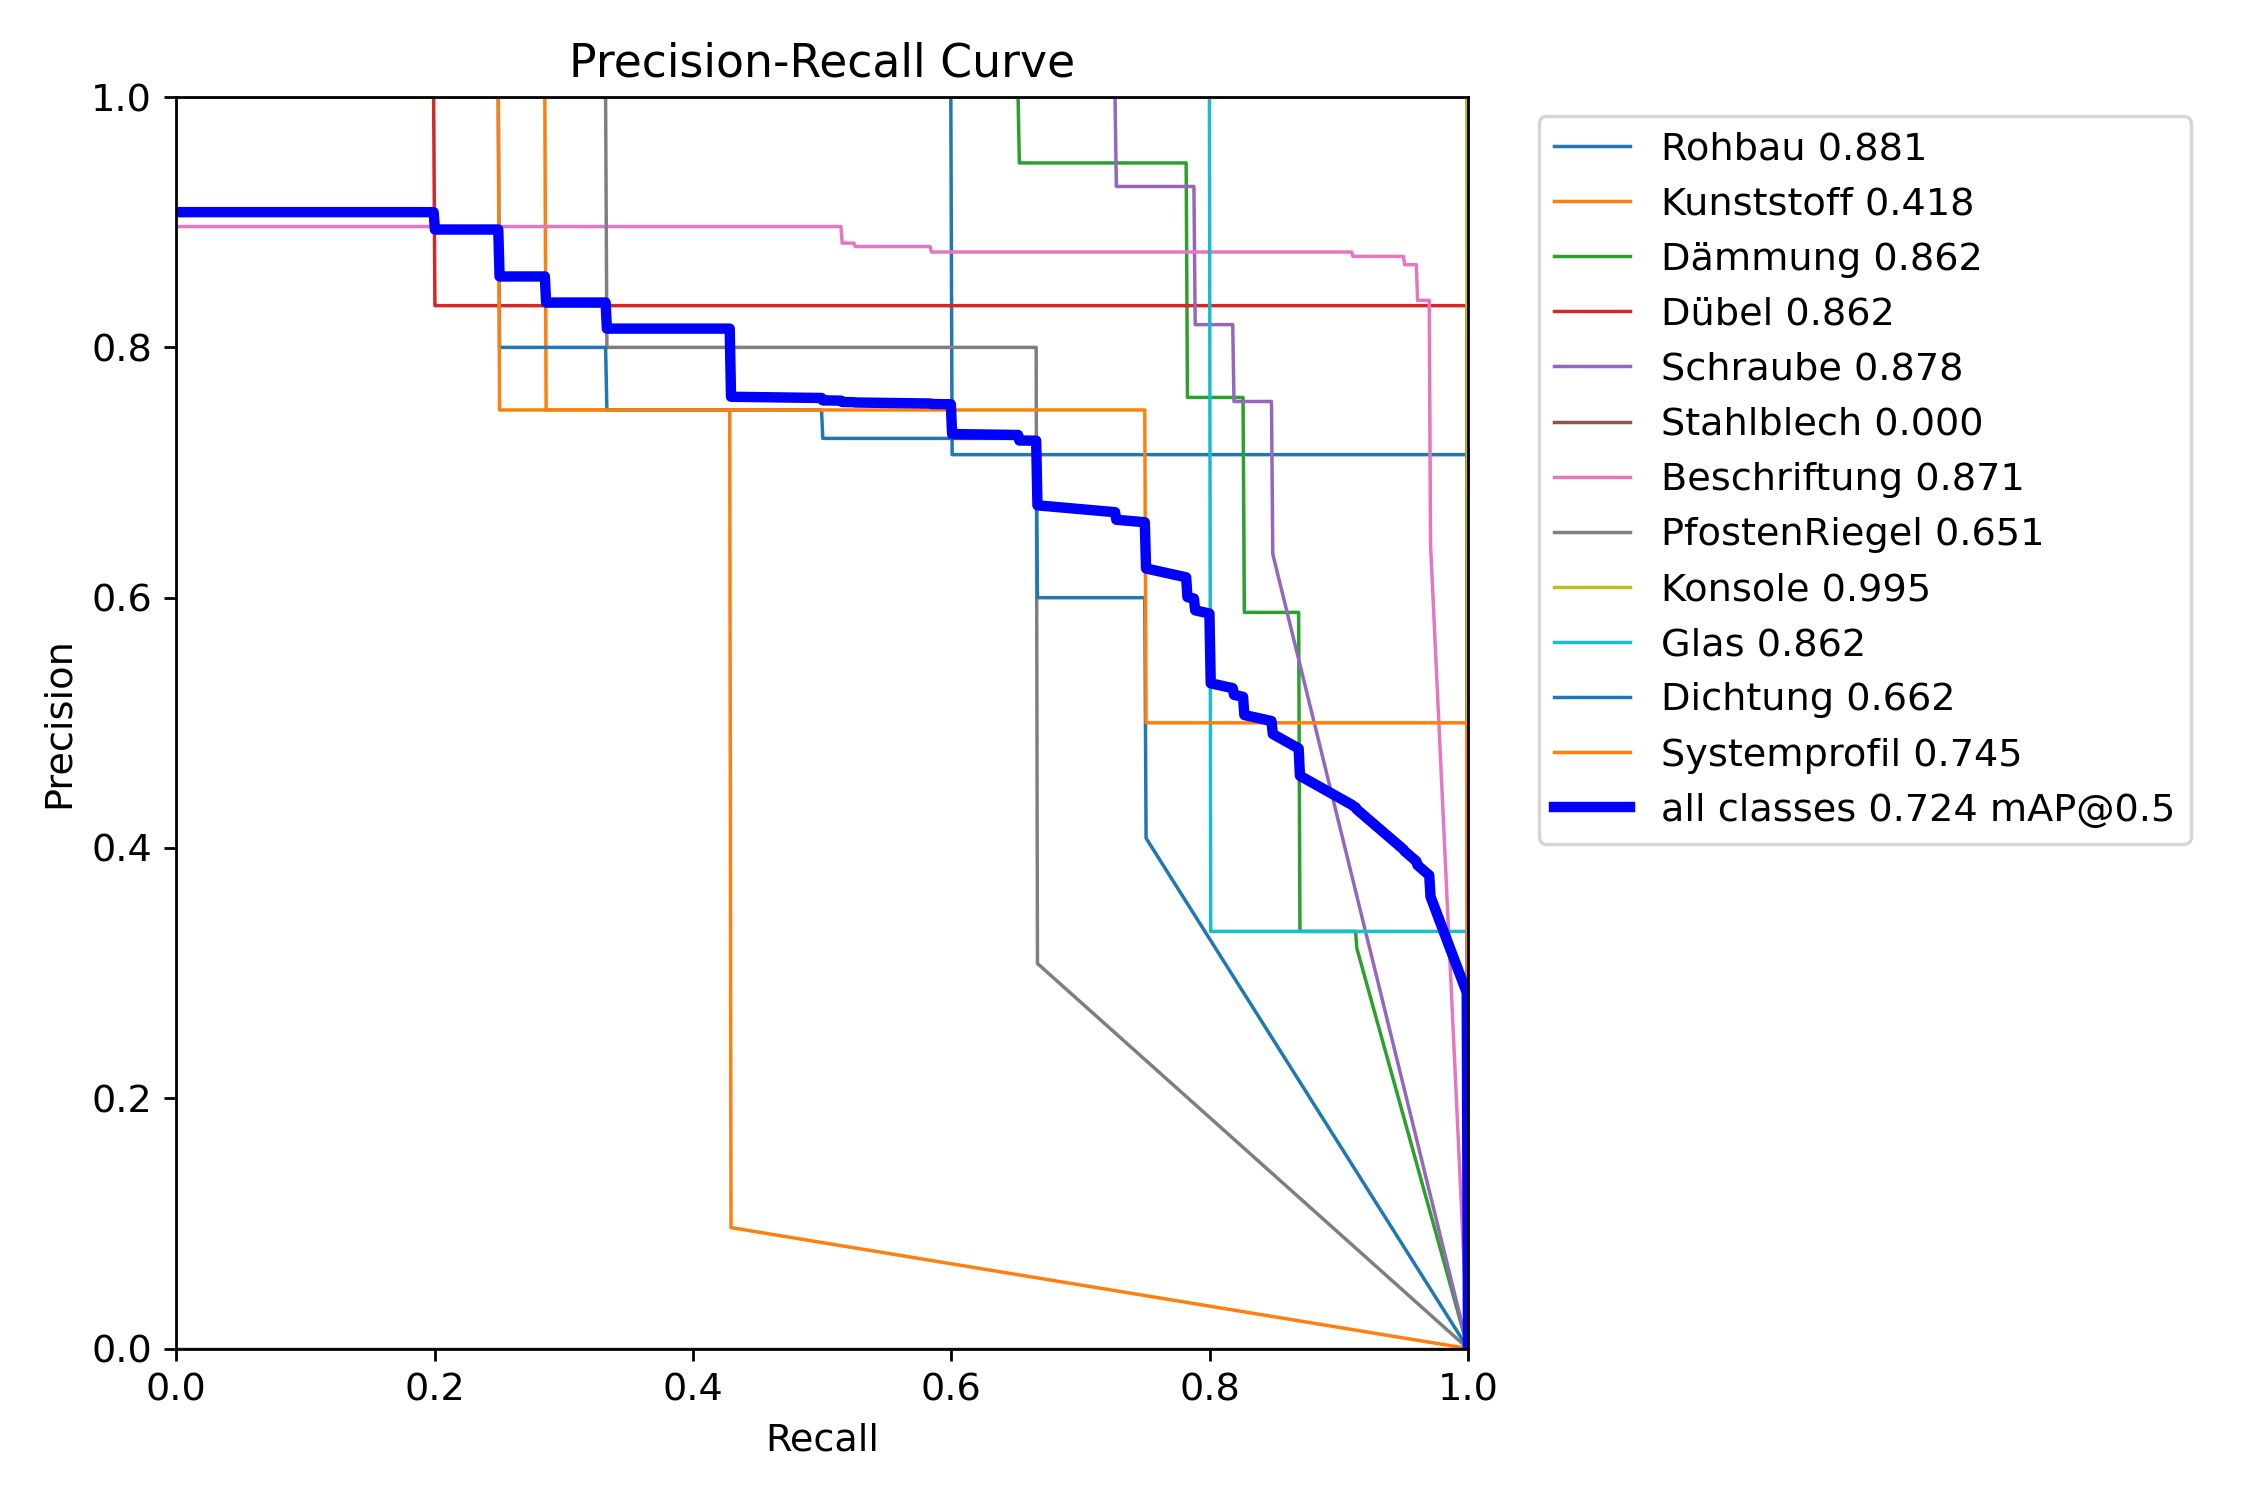 Precision-Recall Curve
1.0
0.8
0.6
0.4
0.2
0.0
Precision
0.0 0.2 0.4 0.6 0.8 1.0
Recall
Rohbau 0.881
Kunststoff 0.418
Dämmung 0.862
Dübel 0.862
Schraube 0.878
Stahlblech 0.000
Beschriftung 0.871
PfostenRiegel 0.651
Konsole 0.995
Glas 0.862
Dichtung 0.662
Systemprofil 0.745
all classes 0.724 mAP@0.5